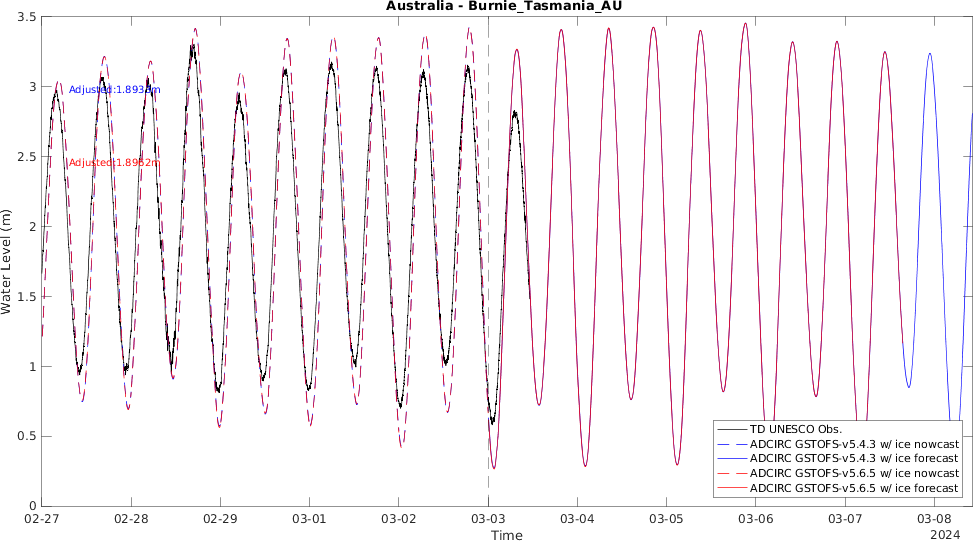 Australia - Burnie_Tasmania_AU
3.5
3
2.5
2
1.5
1
0.5
0
Water Level (m)
Adjusted:1.8952m
TD UNESCO Obs.
ADCIRC GSTOFS-v5.4.3 w/ ice nowcast
ADCIRC GSTOFS-v5.4.3 w/ ice forecast
ADCIRC GSTOFS-v5.6.5 w/ ice nowcast
ADCIRC GSTOFS-v5.6.5 w/ ice forecast
02-27 02-28 02-29 03-01 03-02 03-03 03-04 03-05 03-06 03-07 03-08
Time
2024